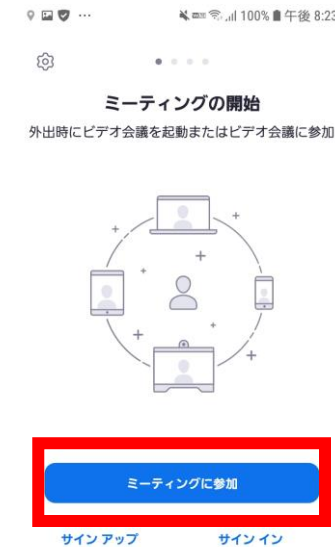 100% 午後 8:23
ミーティングの開始
外出時にビデオ会議を起動またはビデオ会議に参加
ミーティングに参加
サイン アップ サイン イン